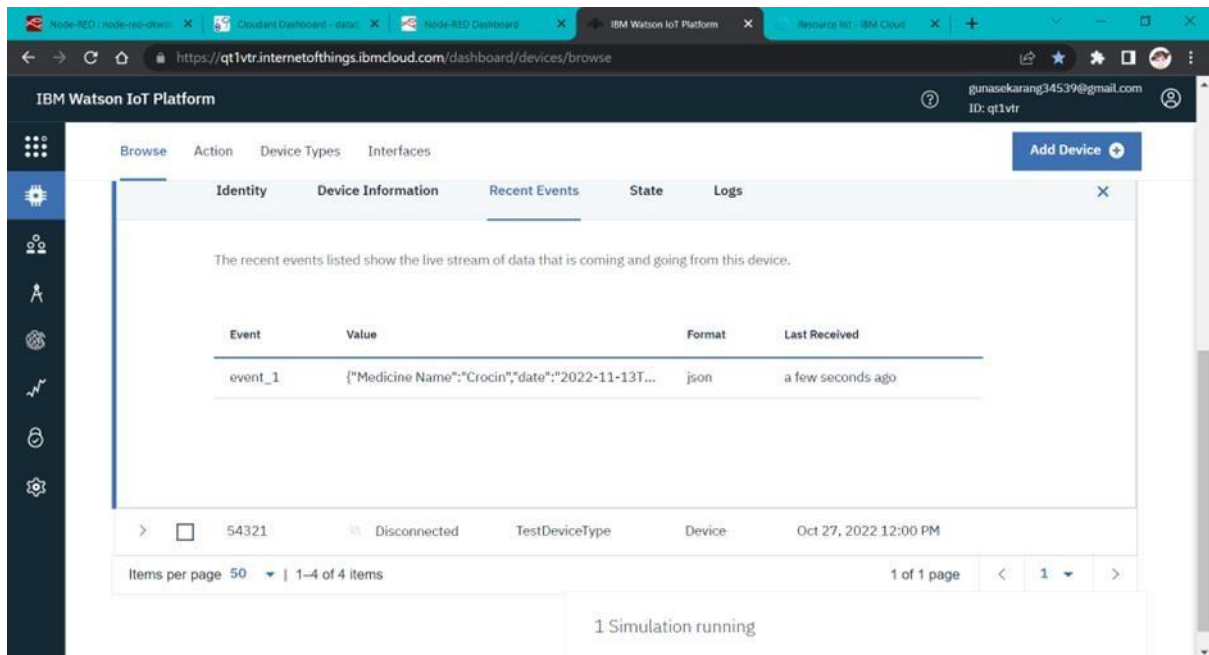 Node-RED : node-red-dkwsl
Cloudant Dashboard - datab
Node-RED Dashboard
IBM Watson IoT Platform
Resource list - IBM Cloud
https://qt1vtr.internetofthings.ibmcloud.com/dashboard/devices/browse
IBM Watson IoT Platform
gunasekarang34539@gmail.com
ID: qt1vtr
Browse Action Device Types Interfaces
Add Device
Identity Device Information Recent Events State Logs
The recent events listed show the live stream of data that is coming and going from this device.
Event Value Format Last Received
event_1 {"Medicine Name":"Crocin","date":"2022-11-13T... json a few seconds ago
54321 Disconnected TestDeviceType Device Oct 27, 2022 12:00 PM
Items per page 50 | 1–4 of 4 items 1 of 1 page 1
1 Simulation running